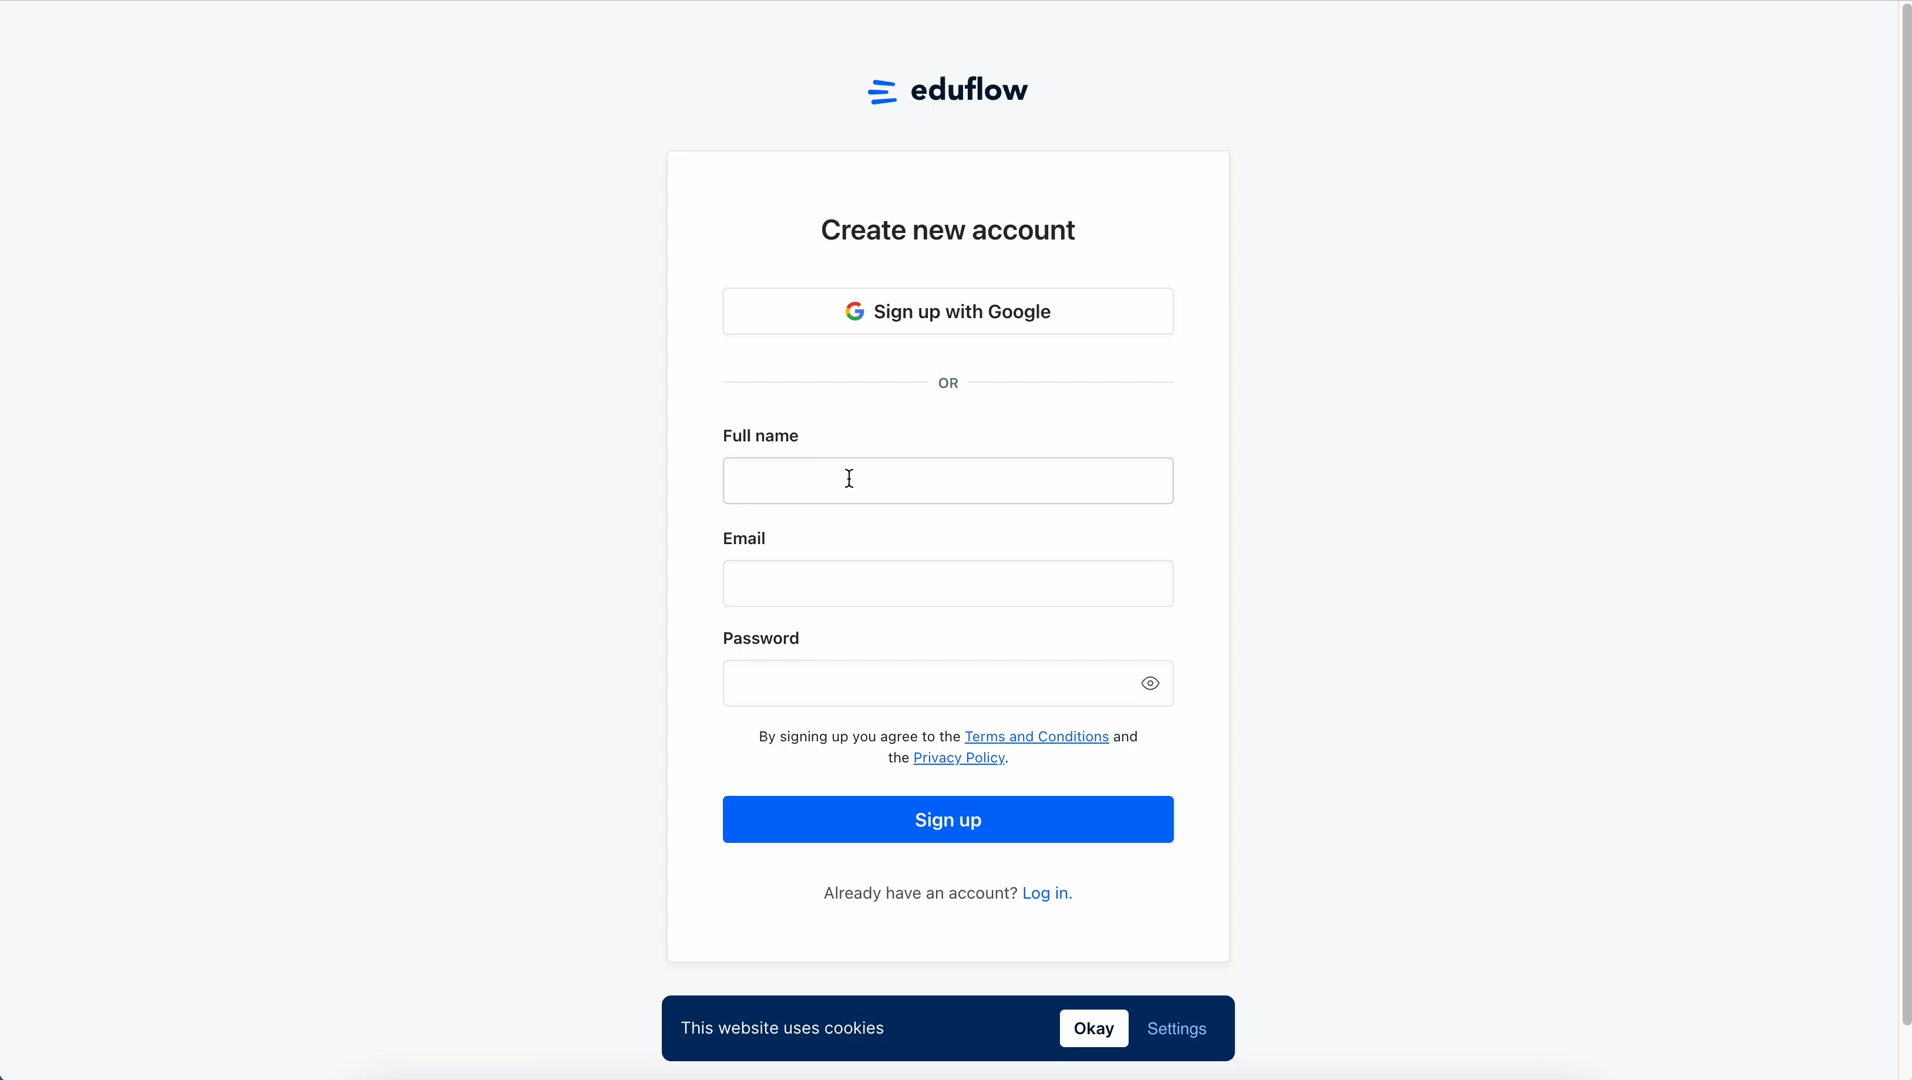 eduflow
Create new account
Sign up with Google
OR
Full name
Email
Password
By signing up you agree to the Terms and Conditions and
the Privacy Policy.
Sign up
Already have an account? Log in.
This website uses cookies
Okay
Settings